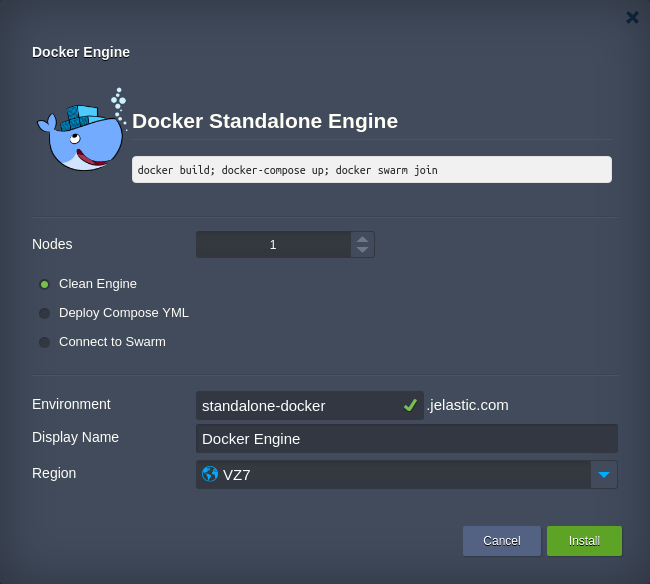 Docker Engine
Docker Standalone Engine
docker build; docker-compose up; docker swarm join
Nodes 1
Clean Engine
Deploy Compose YML
Connect to Swarm
Environment standalone-docker .jelastic.com
Display Name Docker Engine
Region VZ7
Cancel Install